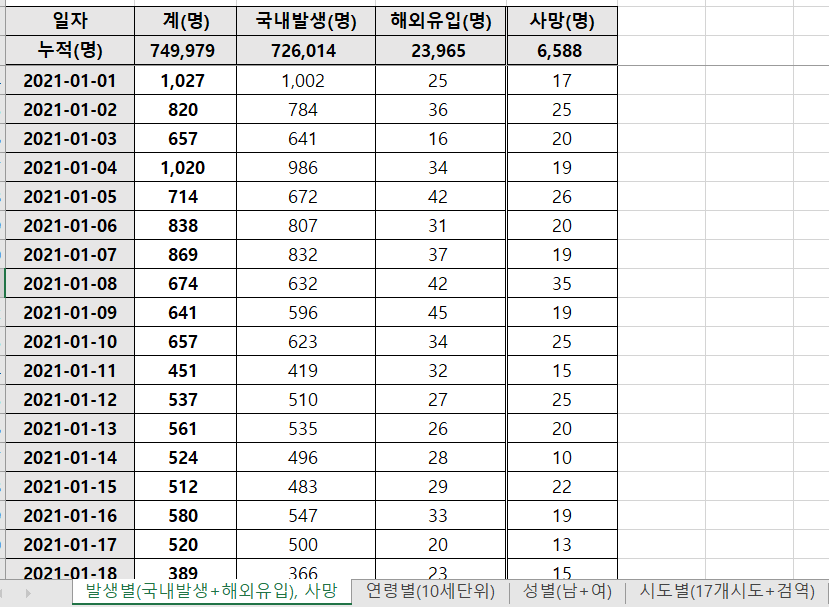 일자 계(명) 국내발생(명) 해외유입(명) 사망(명)
누적(명) 749,979 726,014 23,965 6,588
2021-01-01 1,027 1,002 25 17
2021-01-02 820 784 36 25
2021-01-03 657 641 16 20
2021-01-04 1,020 986 34 19
2021-01-05 714 672 42 26
2021-01-06 838 807 31 20
2021-01-07 869 832 37 19
2021-01-08 674 632 42 35
2021-01-09 641 596 45 19
2021-01-10 657 623 34 25
2021-01-11 451 419 32 15
2021-01-12 537 510 27 25
2021-01-13 561 535 26 20
2021-01-14 524 496 28 10
2021-01-15 512 483 29 22
2021-01-16 580 547 33 19
2021-01-17 520 500 20 13
2021-01-18 389 366 23 15
발생별(국내발생+해외유입), 사망 연령별(10세단위) 성별(남+여) 시도별(17개시도+검역)